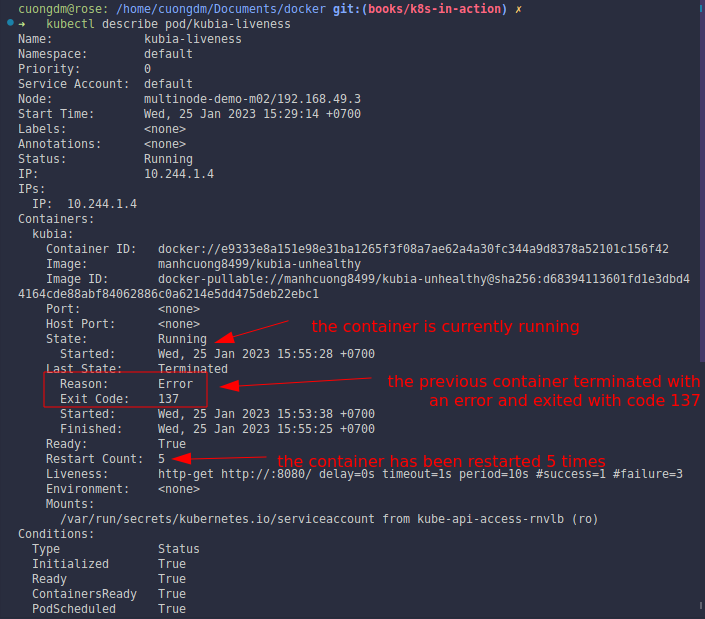 cuongdm@rose: /home/cuongdm/Documents/docker git:(books/k8s-in-action) ✗
➜ kubectl describe pod/kubia-liveness
Name: kubia-liveness
Namespace: default
Priority: 0
Service Account: default
Node: multinode-demo-m02/192.168.49.3
Start Time: Wed, 25 Jan 2023 15:29:14 +0700
Labels: <none>
Annotations: <none>
Status: Running
IP: 10.244.1.4
IPs:
IP: 10.244.1.4
Containers:
kubia:
Container ID: docker://e9333e8a151e98e31ba1265f3f08a7ae62a4a30fc344a9d8378a52101c156f42
Image: manhcuong8499/kubia-unhealthy
Image ID: docker-pullable://manhcuong8499/kubia-unhealthy@sha256:d68394113601fd1e3dbd4
4164cde88abf84062886c0a6214e5dd475deb22ebc1
Port: <none>
Host Port: <none>
State: Running
the container is currently running
Started: Wed, 25 Jan 2023 15:55:28 +0700
Last State: Terminated
Reason: Error
the previous container terminated with
Exit Code: 137
an error and exited with code 137
Started: Wed, 25 Jan 2023 15:53:38 +0700
Finished: Wed, 25 Jan 2023 15:55:25 +0700
Ready: True
Restart Count: 5
the container has been restarted 5 times
Liveness: http-get http://:8080/ delay=0s timeout=1s period=10s #success=1 #failure=3
Environment: <none>
Mounts:
/var/run/secrets/kubernetes.io/serviceaccount from kube-api-access-rnvlb (ro)
Conditions:
Type Status
Initialized True
Ready True
ContainersReady True
PodScheduled True